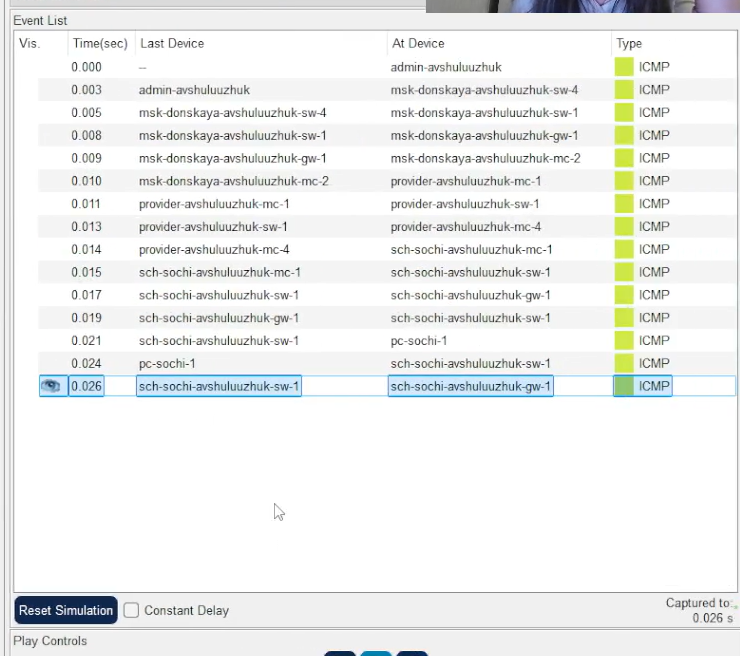 Event List
Vis. Time(sec) Last Device At Device Type
0.000 -- admin-avshuluuzhuk ICMP
0.003 admin-avshuluuzhuk msk-donskaya-avshuluuzhuk-sw-4 ICMP
0.005 msk-donskaya-avshuluuzhuk-sw-4 msk-donskaya-avshuluuzhuk-sw-1 ICMP
0.008 msk-donskaya-avshuluuzhuk-sw-1 msk-donskaya-avshuluuzhuk-gw-1 ICMP
0.009 msk-donskaya-avshuluuzhuk-gw-1 msk-donskaya-avshuluuzhuk-mc-2 ICMP
0.010 msk-donskaya-avshuluuzhuk-mc-2 provider-avshuluuzhuk-mc-1 ICMP
0.011 provider-avshuluuzhuk-mc-1 provider-avshuluuzhuk-sw-1 ICMP
0.013 provider-avshuluuzhuk-sw-1 provider-avshuluuzhuk-mc-4 ICMP
0.014 provider-avshuluuzhuk-mc-4 sch-sochi-avshuluuzhuk-mc-1 ICMP
0.015 sch-sochi-avshuluuzhuk-mc-1 sch-sochi-avshuluuzhuk-sw-1 ICMP
0.017 sch-sochi-avshuluuzhuk-sw-1 sch-sochi-avshuluuzhuk-gw-1 ICMP
0.019 sch-sochi-avshuluuzhuk-gw-1 sch-sochi-avshuluuzhuk-sw-1 ICMP
0.021 sch-sochi-avshuluuzhuk-sw-1 pc-sochi-1 ICMP
0.024 pc-sochi-1 sch-sochi-avshuluuzhuk-sw-1 ICMP
0.026 sch-sochi-avshuluuzhuk-sw-1 sch-sochi-avshuluuzhuk-gw-1 ICMP
Reset Simulation Constant Delay Captured to:
0.026 s
Play Controls